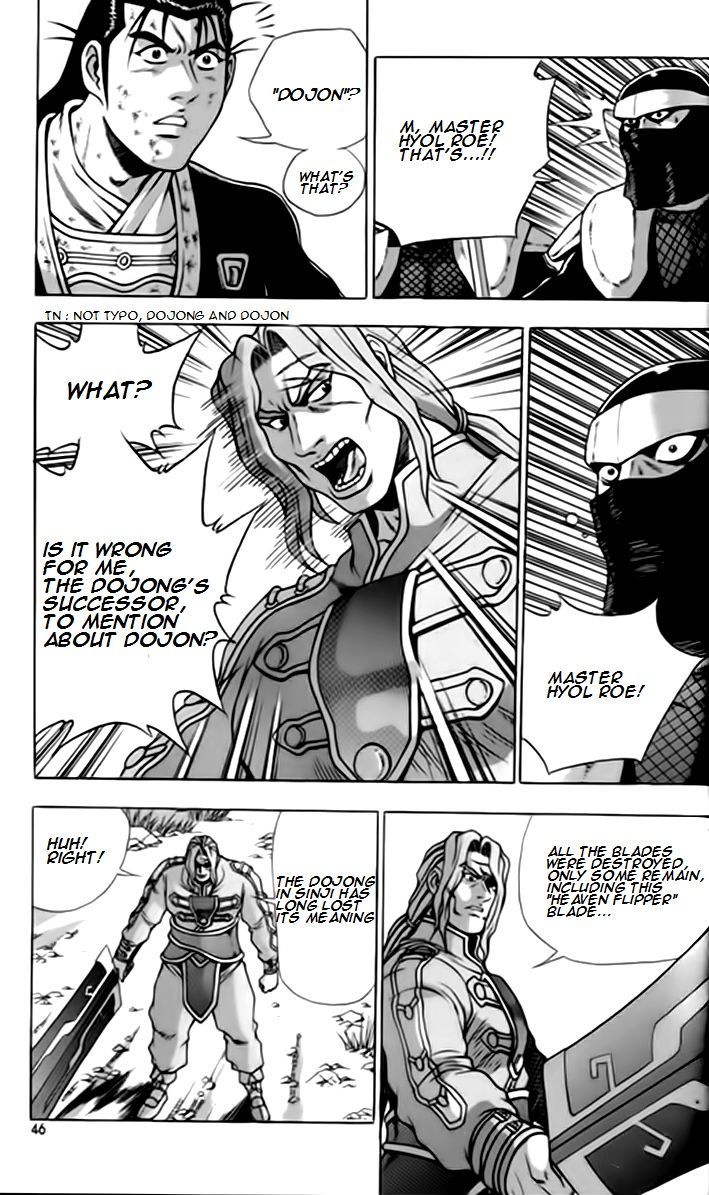 "DOJON"?
WHAT'S
THAT?
M, MASTER
HYOL ROE!
THAT'S...!!
TN : NOT TYPO, DOJONG AND DOJON
WHAT?
IS IT WRONG
FOR ME,
THE DOJONG'S
SUCCESSOR,
TO MENTION
ABOUT DOJON?
MASTER
HYOL ROE!
HUH!
RIGHT!
THE DOJONG
IN SINJI HAS
LONG LOST
ITS MEANING
ALL THE BLADES
WERE DESTROYED,
ONLY SOME REMAIN,
INCLUDING THIS
"HEAVEN FLIPPER"
BLADE...
46